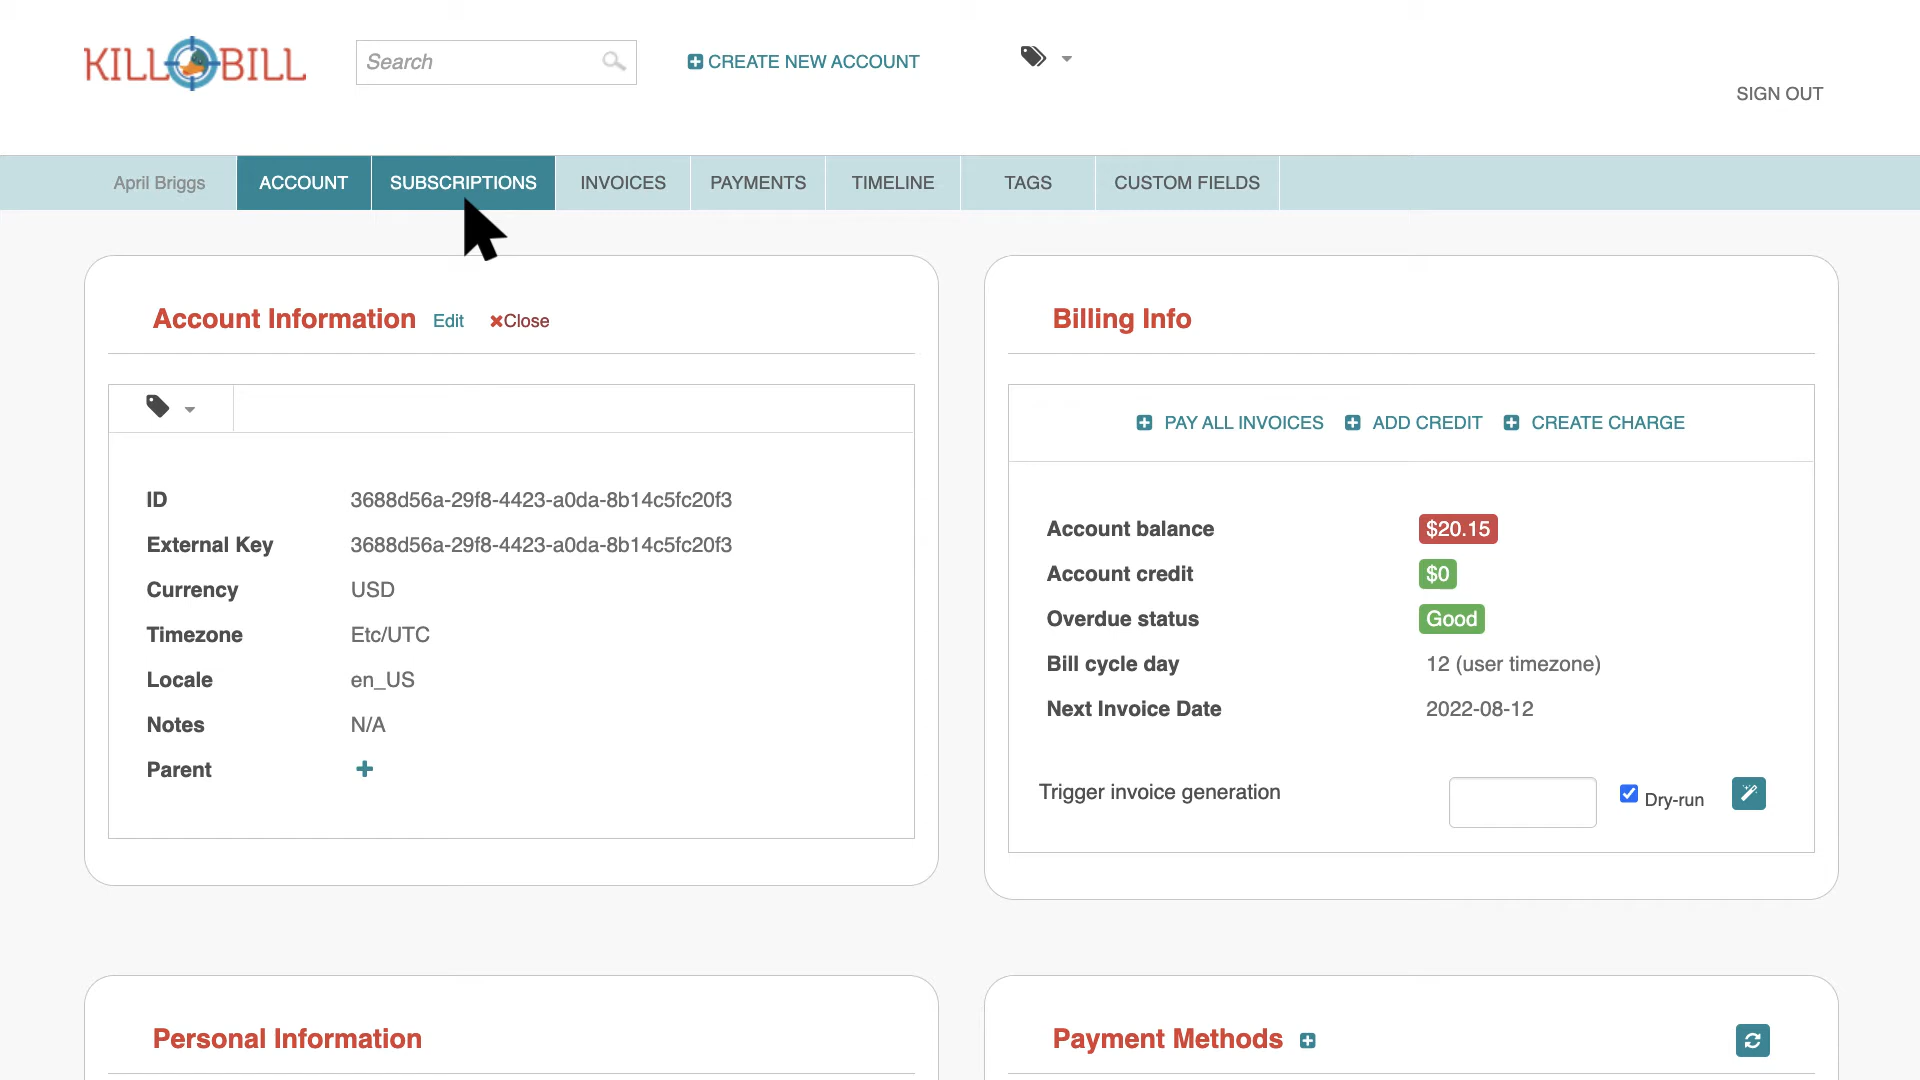 KILL BILL
Search
CREATE NEW ACCOUNT
SIGN OUT
April Briggs
ACCOUNT
SUBSCRIPTIONS
INVOICES
PAYMENTS
TIMELINE
TAGS
CUSTOM FIELDS
Account Information Edit Close
ID 3688d56a-29f8-4423-a0da-8b14c5fc20f3
External Key 3688d56a-29f8-4423-a0da-8b14c5fc20f3
Currency USD
Timezone Etc/UTC
Locale en_US
Notes N/A
Parent
Billing Info
PAY ALL INVOICES ADD CREDIT CREATE CHARGE
Account balance $20.15
Account credit $0
Overdue status Good
Bill cycle day 12 (user timezone)
Next Invoice Date 2022-08-12
Trigger invoice generation Dry-run
Personal Information
Payment Methods